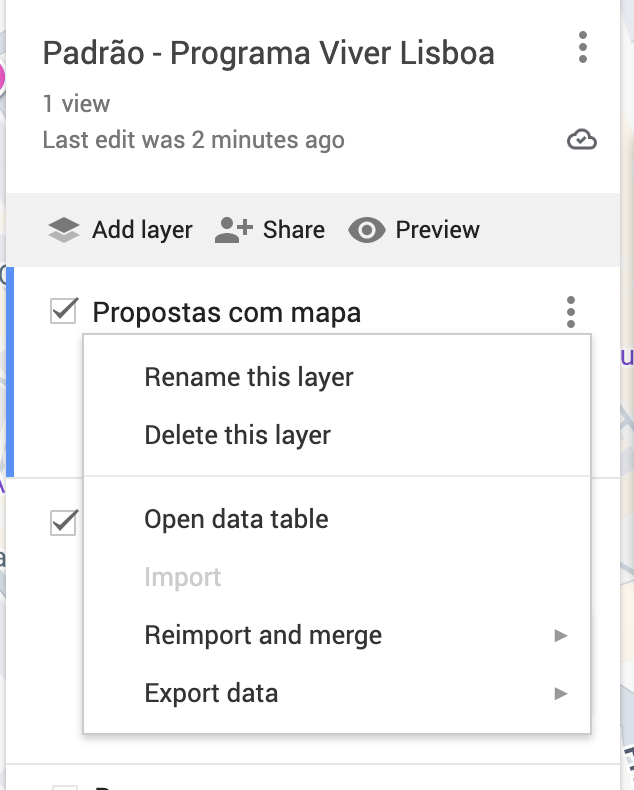 Padrão - Programa Viver Lisboa
1 view
Last edit was 2 minutes ago
Add layer Share Preview
Propostas com mapa
Rename this layer
Delete this layer
Open data table
Import
Reimport and merge
Export data